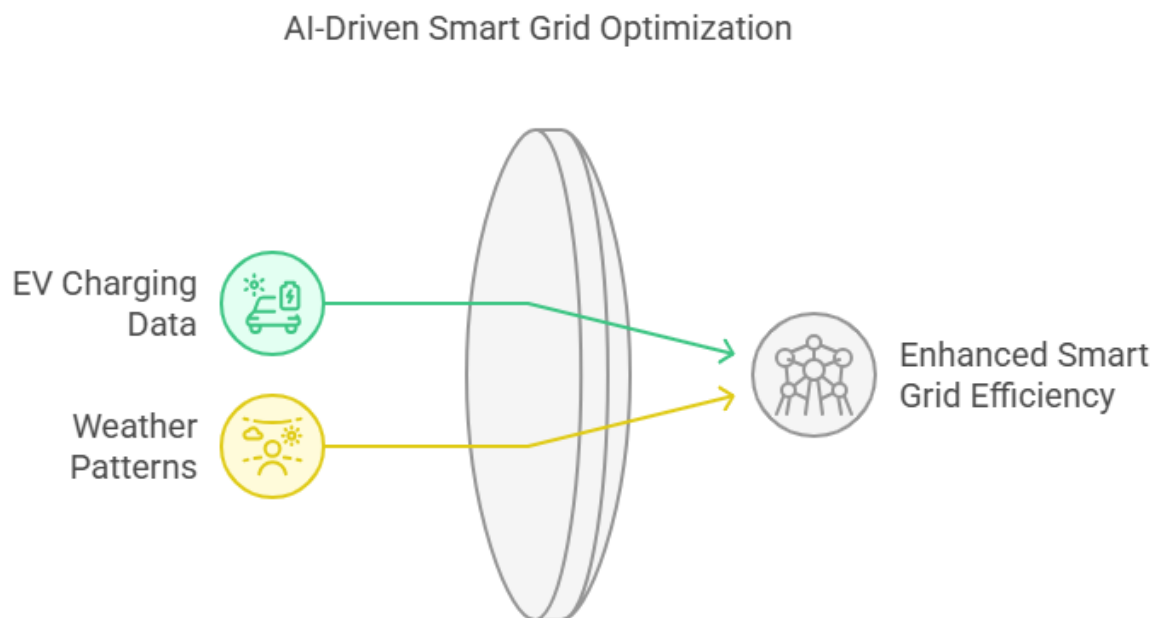 AI-Driven Smart Grid Optimization
EV Charging
Data
Weather
Patterns
Enhanced Smart
Grid Efficiency